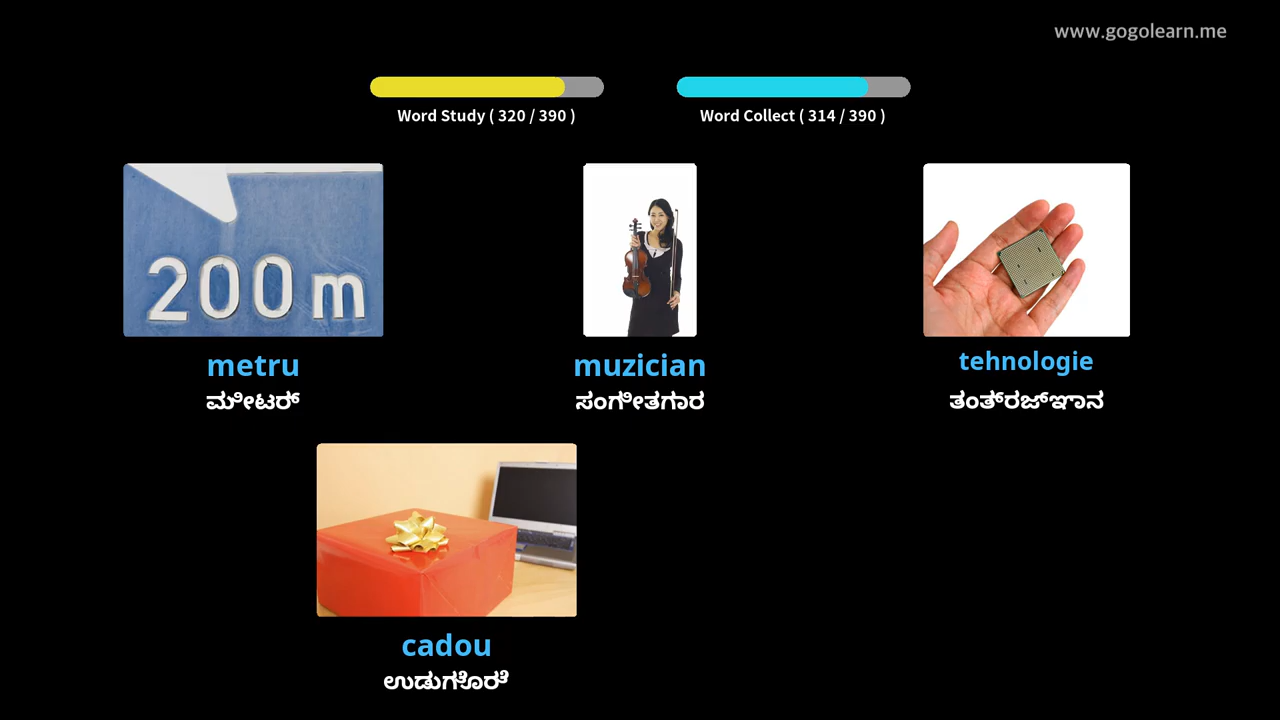 www.gogolearn.me
Word Study ( 320 / 390 )
Word Collect ( 314 / 390 )
200 m
metru
ಮೀಟರ್
muzician
ಸಂಗೀತಗಾರ
tehnologie
ತಂತ್ರಜ್ಞಾನ
cadou
ಉಡುಗೊರೆ